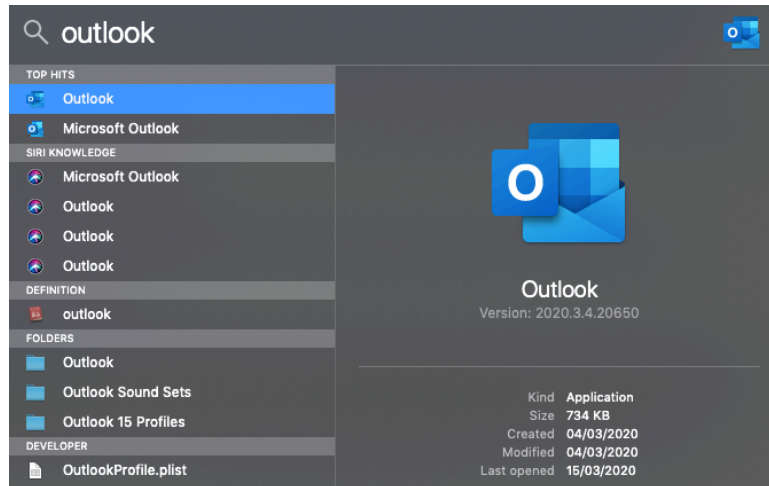 outlook
TOP HITS
Outlook
Microsoft Outlook
SIRI KNOWLEDGE
Microsoft Outlook
Outlook
Outlook
Outlook
DEFINITION
outlook
FOLDERS
Outlook
Outlook Sound Sets
Outlook 15 Profiles
DEVELOPER
OutlookProfile.plist
Outlook
Version: 2020.3.4.20650
Kind Application
Size 734 KB
Created 04/03/2020
Modified 04/03/2020
Last opened 15/03/2020